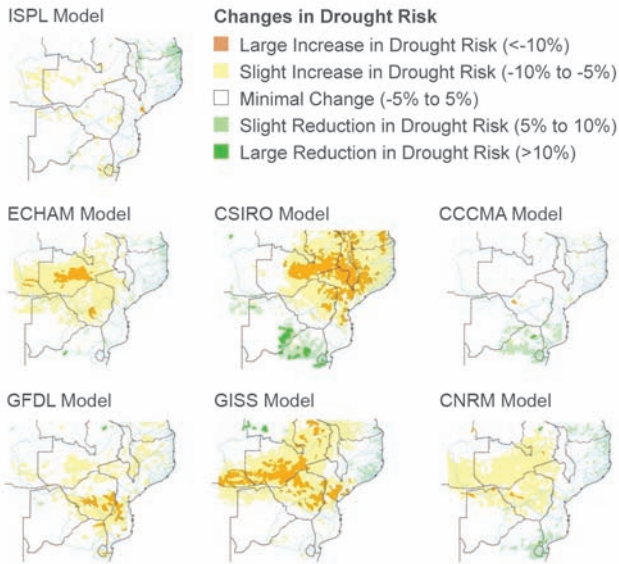 ISPL Model
Changes in Drought Risk
Large Increase in Drought Risk (<-10%)
Slight Increase in Drought Risk (-10% to -5%)
Minimal Change (-5% to 5%)
Slight Reduction in Drought Risk (5% to 10%)
Large Reduction in Drought Risk (>10%)
ECHAM Model
CSIRO Model
CCCMA Model
GFDL Model
GISS Model
CNRM Model